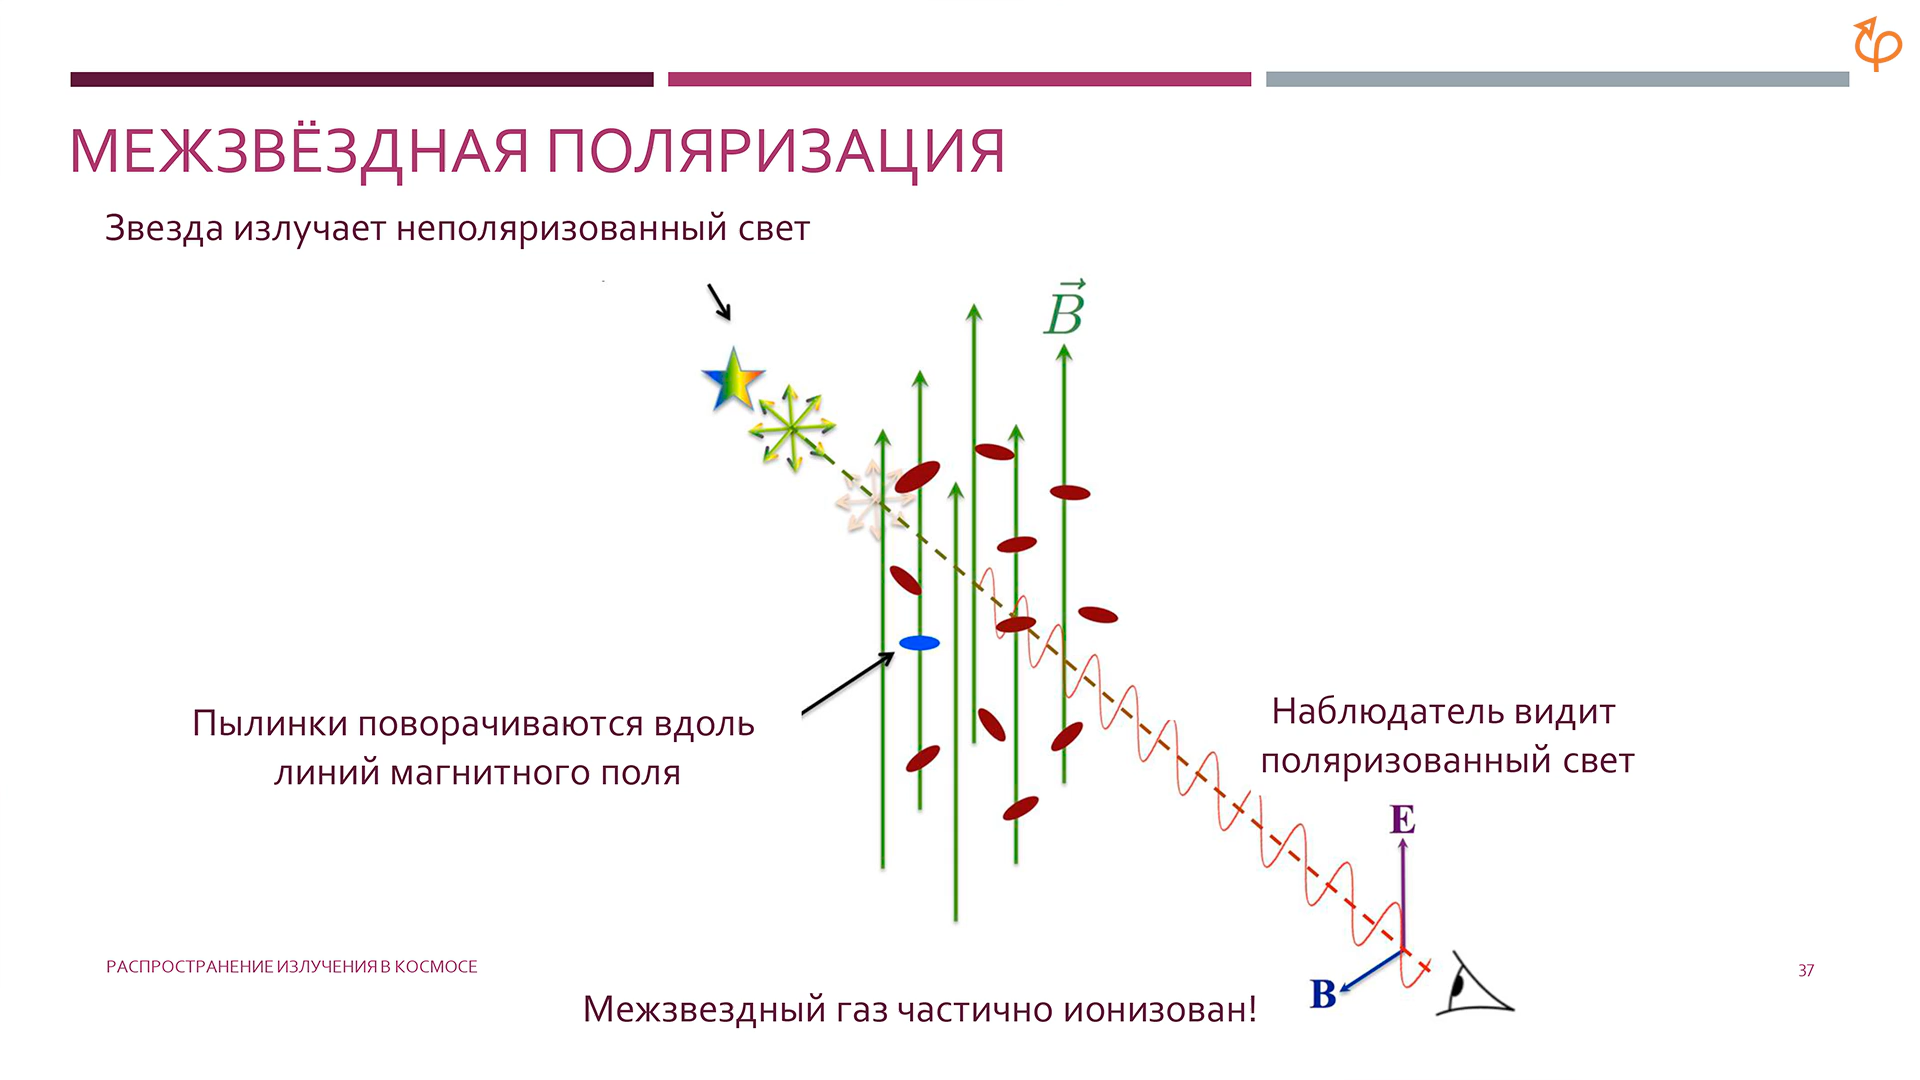 МЕЖЗВЁЗДНАЯ ПОЛЯРИЗАЦИЯ
Звезда излучает неполяризованный свет
B
Пылинки поворачиваются вдоль
линий магнитного поля
Наблюдатель видит
поляризованный свет
E
B
РАСПРОСТРАНЕНИЕ ИЗЛУЧЕНИЯ В КОСМОСЕ
37
Межзвездный газ частично ионизован!